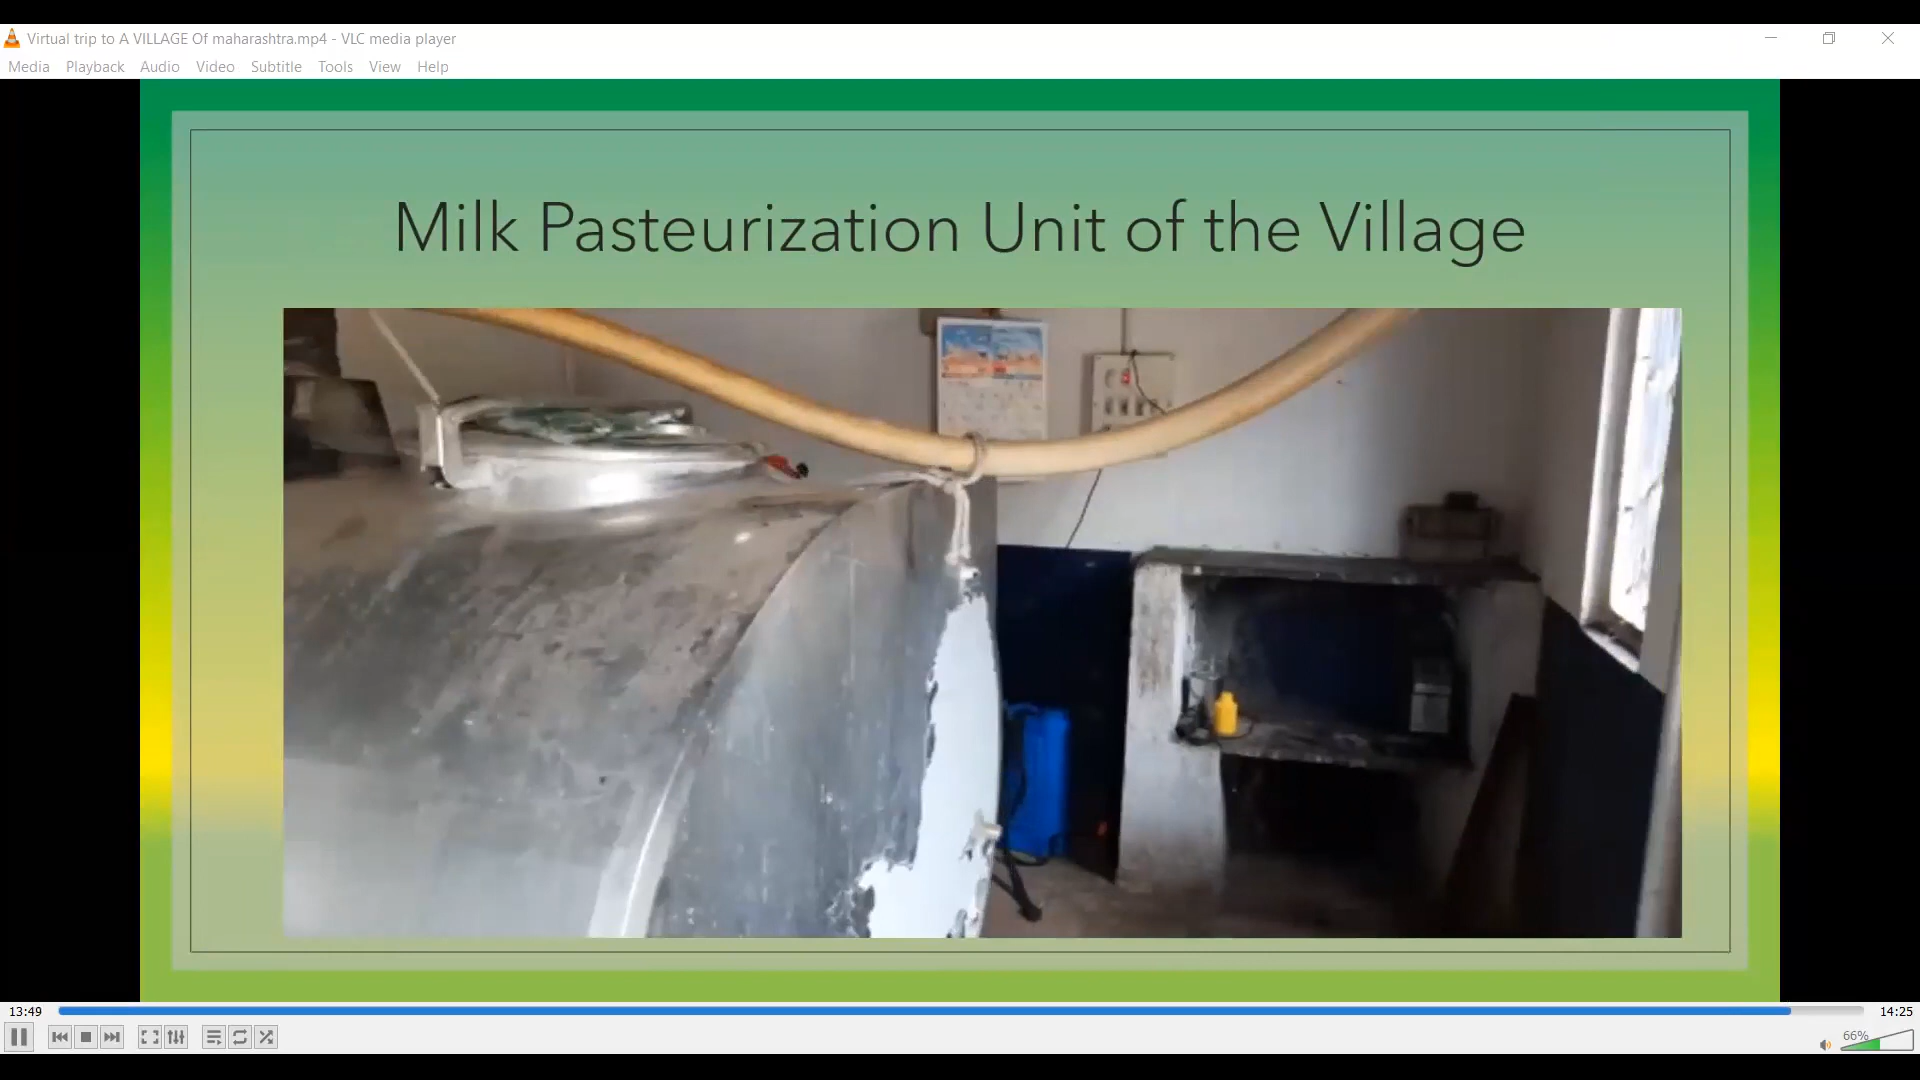 Virtual trip to A VILLAGE Of maharashtra.mp4 - VLC media player
Media Playback Audio Video Subtitle Tools View Help
Milk Pasteurization Unit of the Village
13:49
14:25
66%